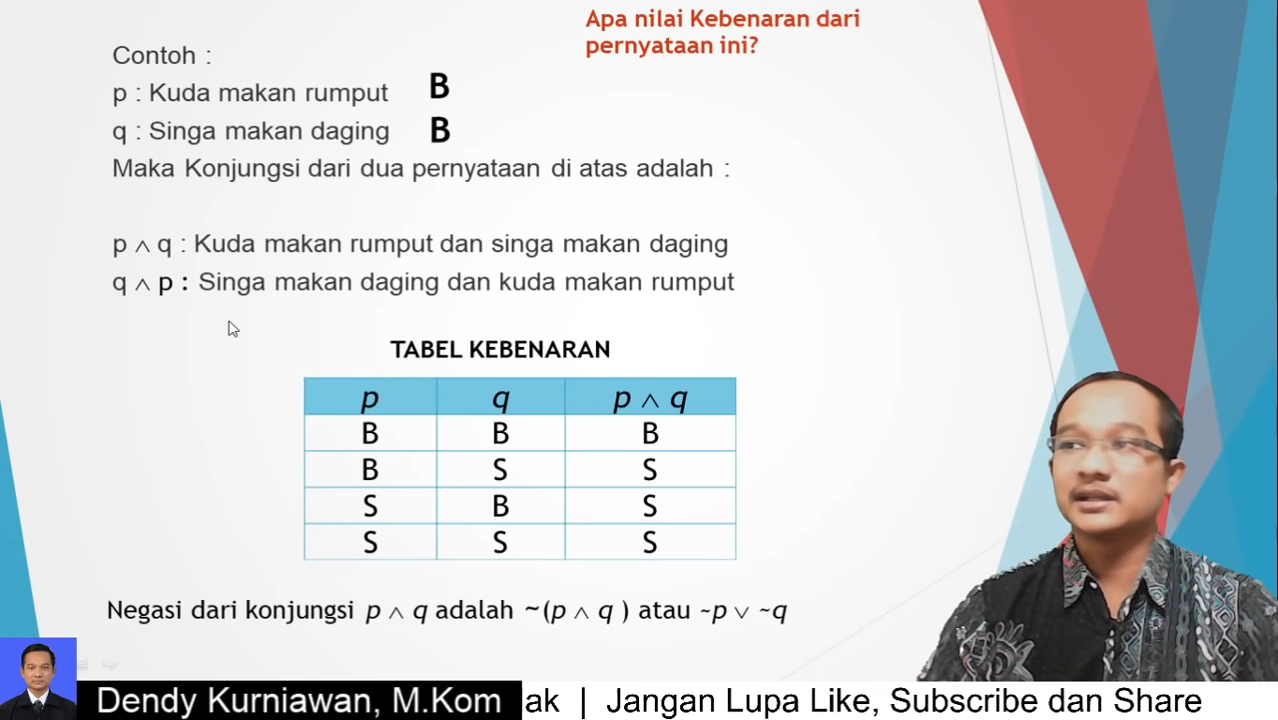 Apa nilai Kebenaran dari
pernyataan ini?
Contoh :
p : Kuda makan rumput B
q : Singa makan daging B
Maka Konjungsi dari dua pernyataan di atas adalah :
p ∧ q : Kuda makan rumput dan singa makan daging
q ∧ p : Singa makan daging dan kuda makan rumput
TABEL KEBENARAN
p q p ∧ q
B B B
B S S
S B S
S S S
Negasi dari konjungsi p ∧ q adalah ~(p ∧ q ) atau ~p ∨ ~q
Dendy Kurniawan, M.Kom ak | Jangan Lupa Like, Subscribe dan Share